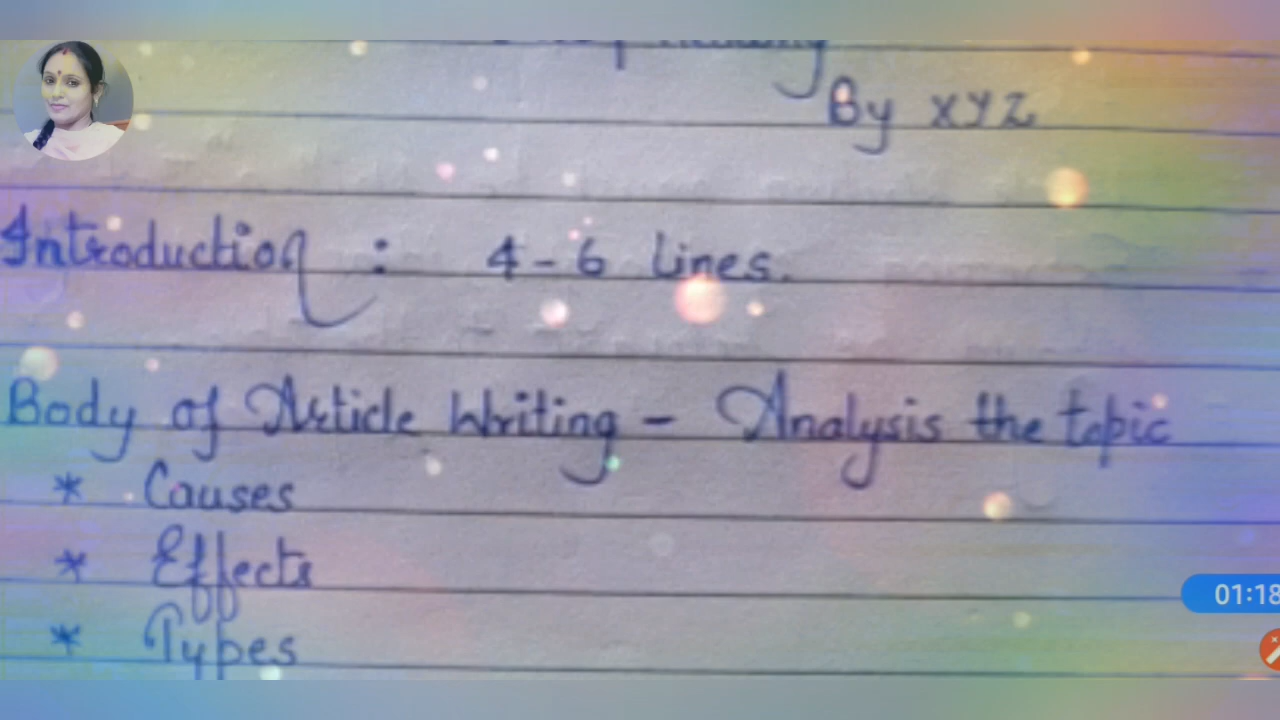 By XYZ
Introduction : 4-6 lines.
Body of Article Writing - Analysis the topic
* Causes
* Effects
* Types
01:18